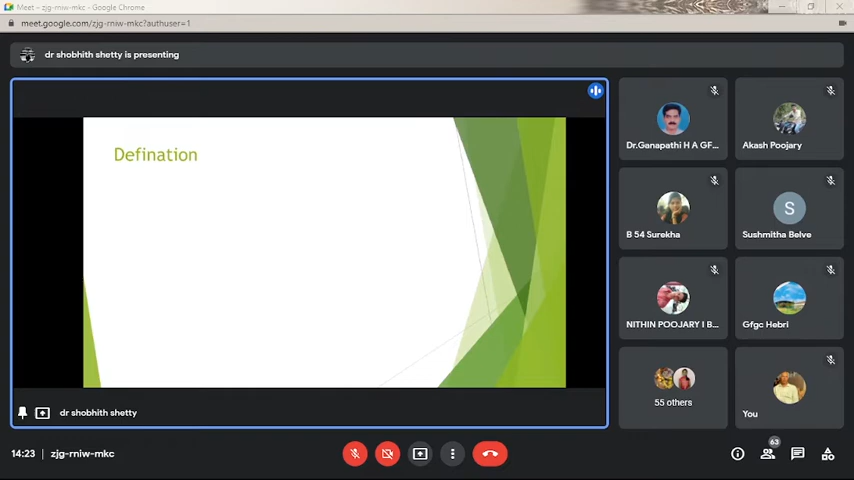 Meet – zjg-rniw-mkc - Google Chrome
meet.google.com/zjg-rniw-mkc?authuser=1
dr shobhith shetty is presenting
Defination
Dr.Ganapathi H A GF...
Akash Poojary
B 54 Surekha
S
Sushmitha Belve
NITHIN POOJARY I B...
Gfgc Hebri
55 others
You
dr shobhith shetty
14:23 | zjg-rniw-mkc
63